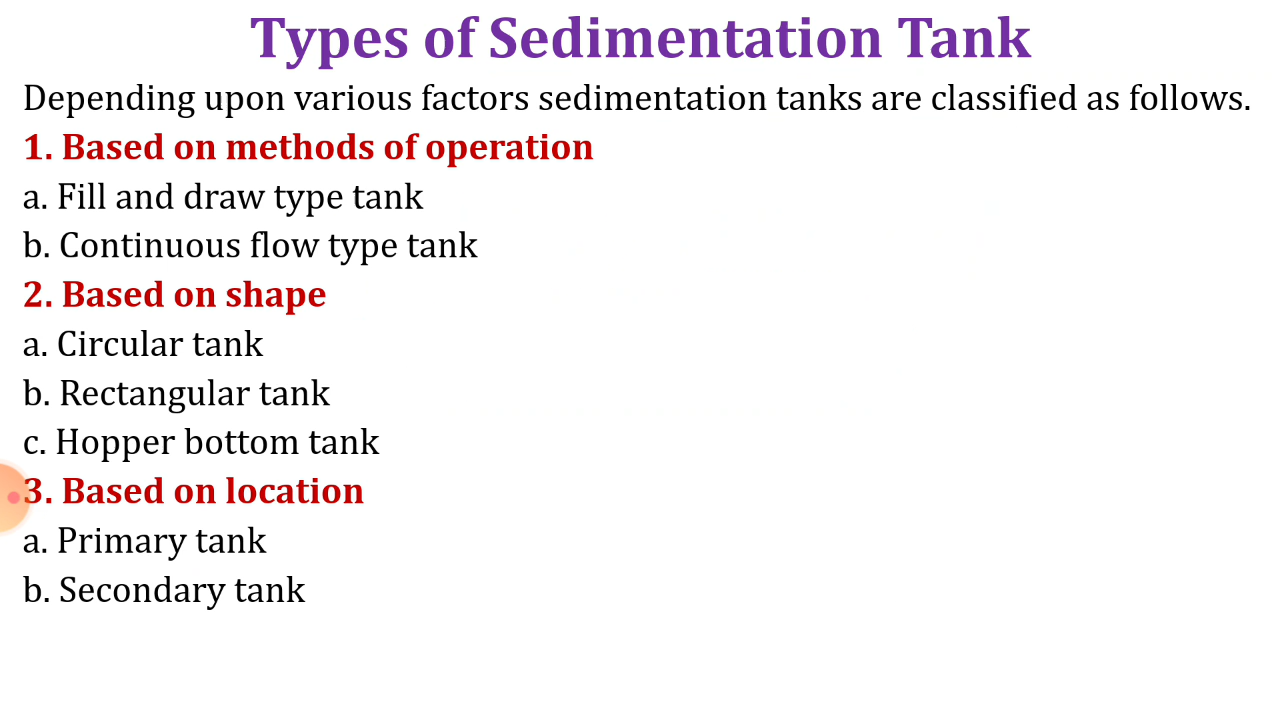 Types of Sedimentation Tank
Depending upon various factors sedimentation tanks are classified as follows.
1. Based on methods of operation
a. Fill and draw type tank
b. Continuous flow type tank
2. Based on shape
a. Circular tank
b. Rectangular tank
c. Hopper bottom tank
3. Based on location
a. Primary tank
b. Secondary tank